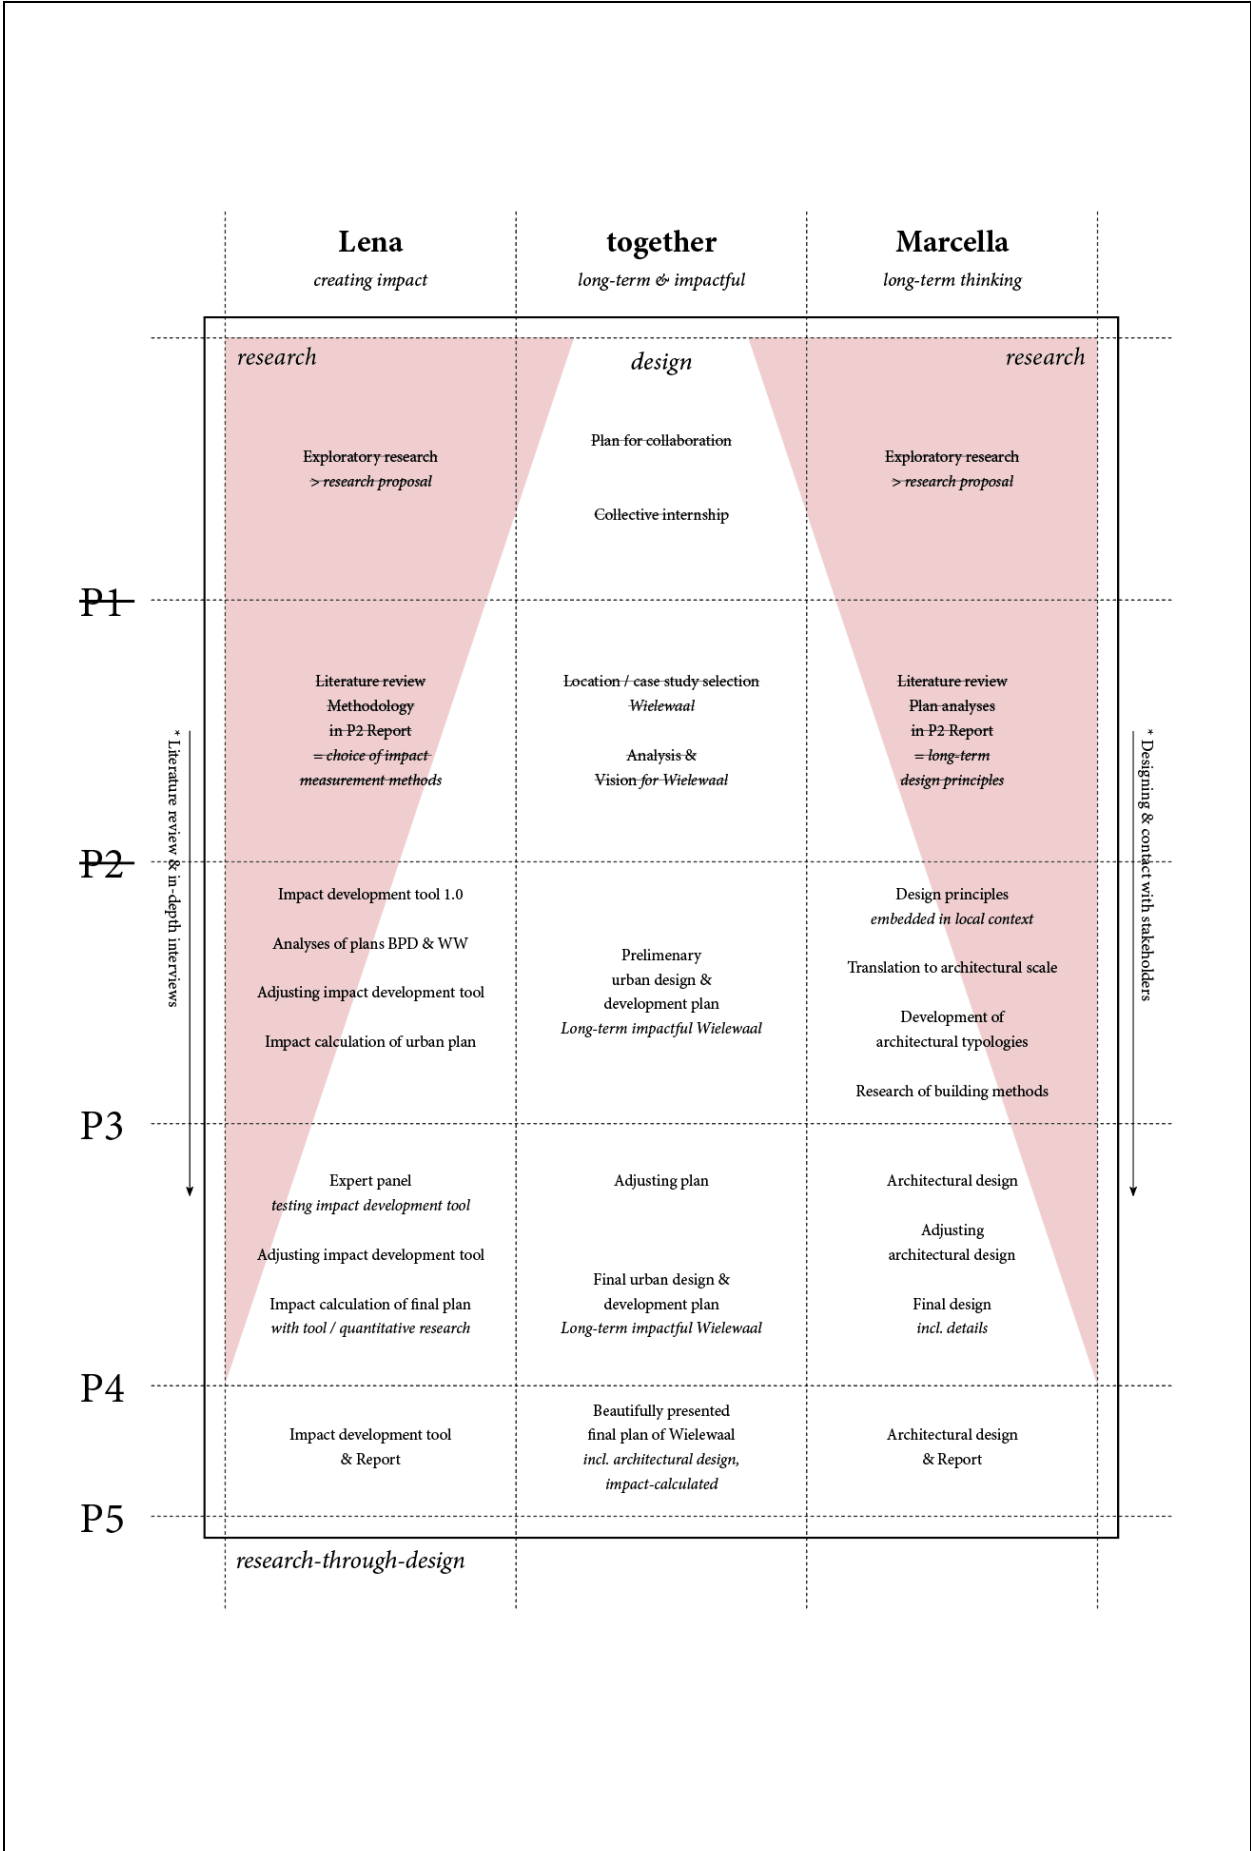 Lena
creating impact
together
long-term & impactful
Marcella
long-term thinking
research
design
research
Exploratory research
> research proposal
Plan for collaboration
Collective internship
Exploratory research
> research proposal
P1
Literature review
Methodology
in P2 Report
= choice of impact
measurement methods
Location / case study selection
Wielewaal
Analysis &
Vision for Wielewaal
Literature review
Plan analyses
in P2 Report
= long-term
design principles
* Literature review & in-depth interviews
* Designing & contact with stakeholders
P2
Impact development tool 1.0
Analyses of plans BPD & WW
Adjusting impact development tool
Impact calculation of urban plan
Prelimenary
urban design &
development plan
Long-term impactful Wielewaal
Design principles
embedded in local context
Translation to architectural scale
Development of
architectural typologies
Research of building methods
P3
Expert panel
testing impact development tool
Adjusting impact development tool
Impact calculation of final plan
with tool / quantitative research
Adjusting plan
Final urban design &
development plan
Long-term impactful Wielewaal
Architectural design
Adjusting
architectural design
Final design
incl. details
P4
Impact development tool
& Report
Beautifully presented
final plan of Wielewaal
incl. architectural design,
impact-calculated
Architectural design
& Report
P5
research-through-design